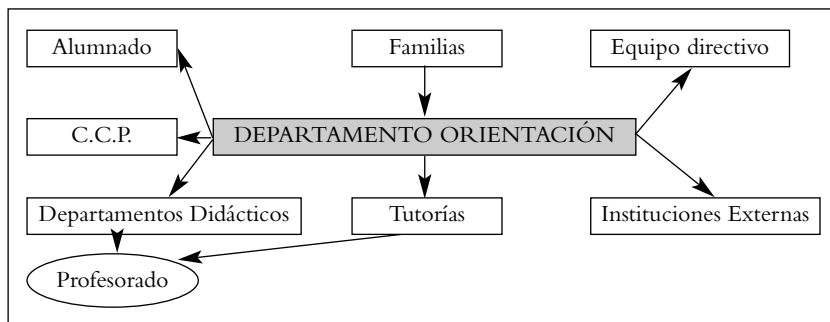 Alumnado
Familias
Equipo directivo
C.C.P.
DEPARTAMENTO ORIENTACIÓN
Departamentos Didácticos
Tutorías
Instituciones Externas
Profesorado